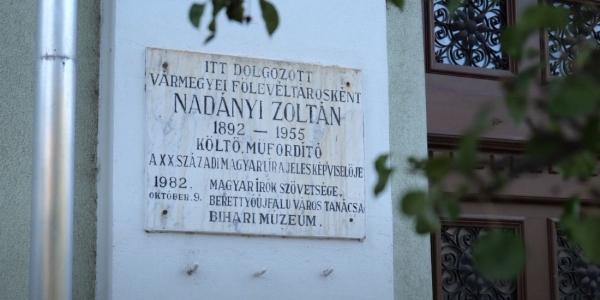 ITT DOLGOZOTT
VÁRMEGYEI FŐLEVÉLTÁROSKÉNT
NADÁNYI ZOLTÁN
1892 – 1955
KÖLTŐ, MŰFORDÍTÓ
A XX SZÁZADI MAGYAR LÍRA JELES KÉPVISELŐJE
1982. MAGYAR ÍRÓK SZÖVETSÉGE.
OKTÓBER. 9. BERETTYÓÚJFALU VÁROS TANÁCSA
BIHARI MÚZEUM.